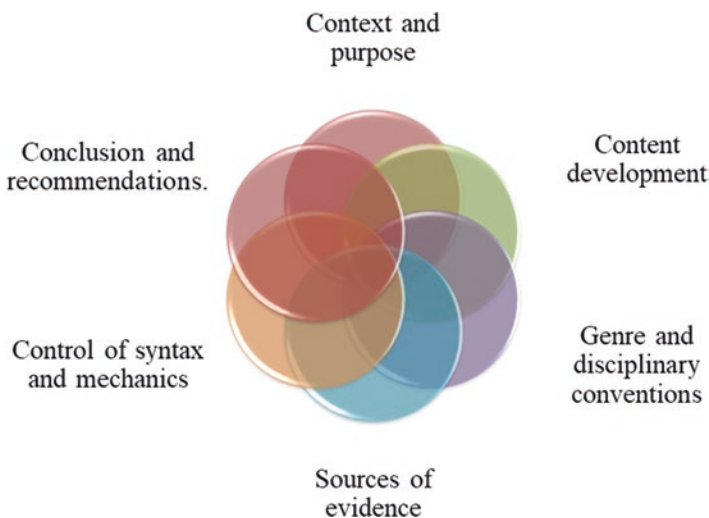 Context and
purpose
Content
development
Genre and
disciplinary
conventions
Sources of
evidence
Control of syntax
and mechanics
Conclusion and
recommendations.